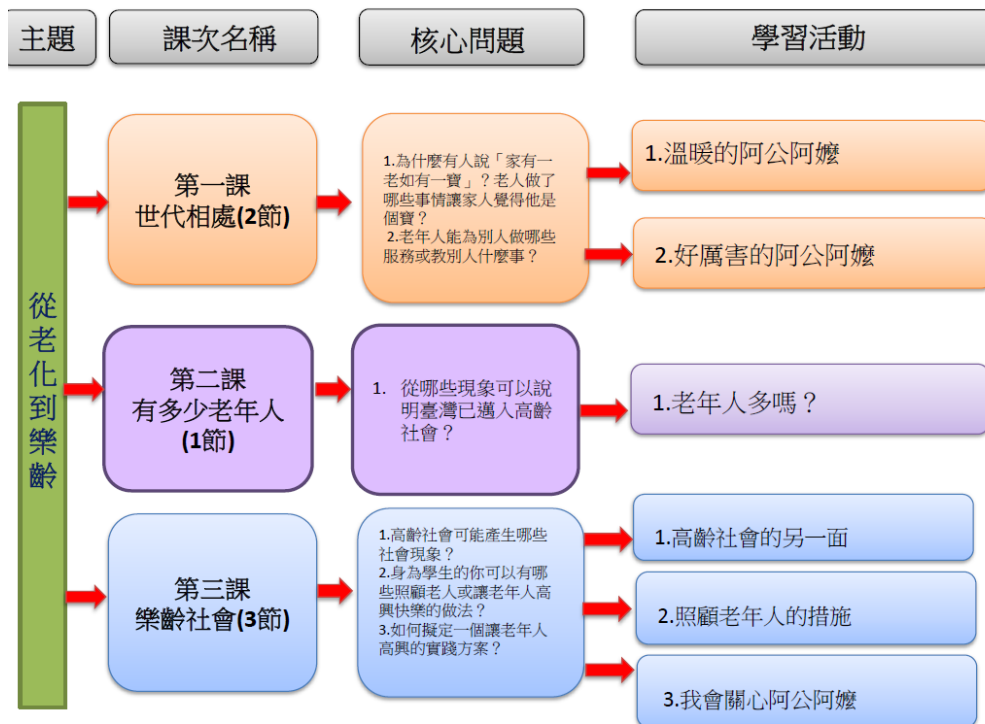 主題
課次名稱
核心問題
學習活動
從老化到樂齡
第一課
世代相處(2節)
1.為什麼有人說「家有一
老如有一寶」？老人做了
哪些事情讓家人覺得他是
個寶？
2.老年人能為別人做哪些
服務或教別人什麼事？
1.溫暖的阿公阿嬤
2.好厲害的阿公阿嬤
第二課
有多少老年人
(1節)
1. 從哪些現象可以說
明臺灣已邁入高齡
社會？
1.老年人多嗎？
第三課
樂齡社會(3節)
1.高齡社會可能產生哪些
社會現象？
2.身為學生的你可以有哪
些照顧老人或讓老年人高
興快樂的做法？
3.如何擬定一個讓老年人
高興的實踐方案？
1.高齡社會的另一面
2.照顧老年人的措施
3.我會關心阿公阿嬤